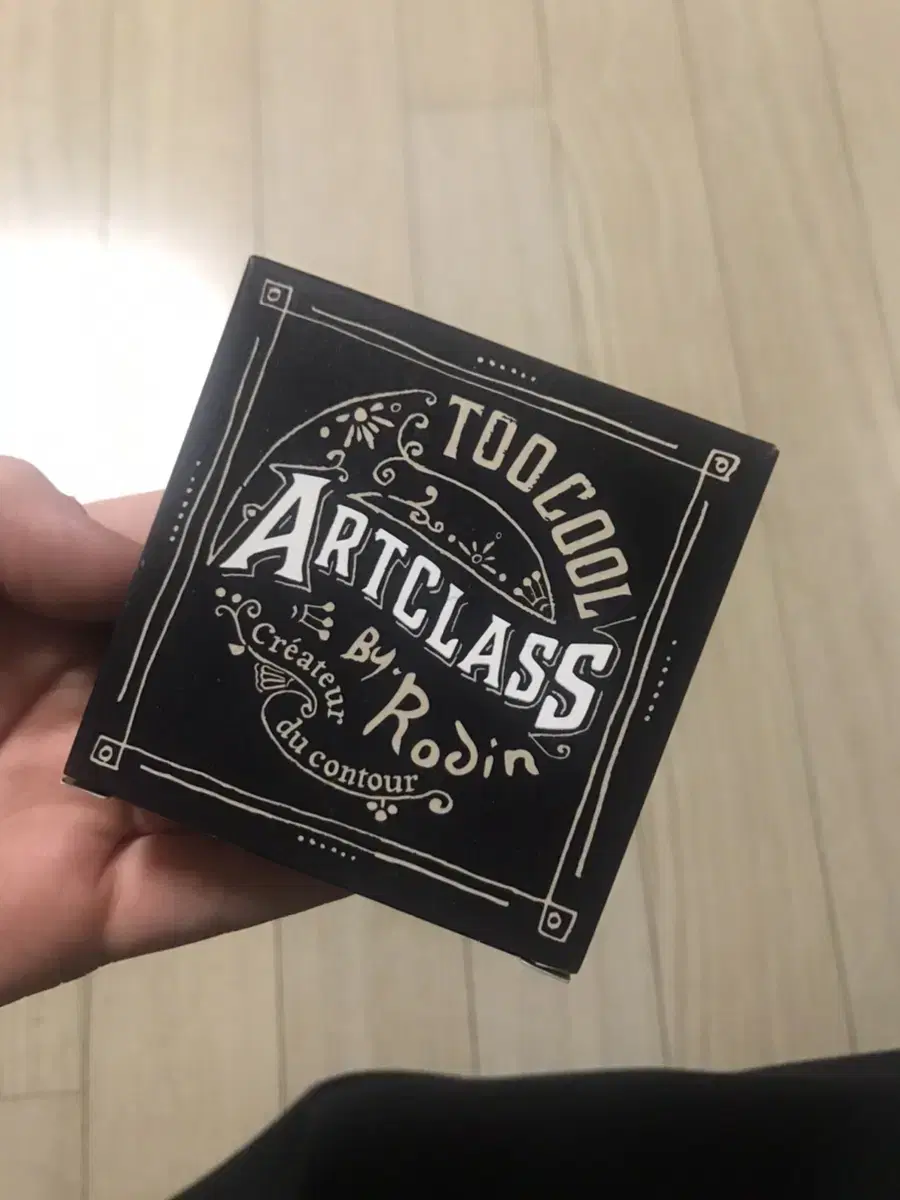 TOO COOL
ARTCLASS
By. Rodin
Créateur
du contour